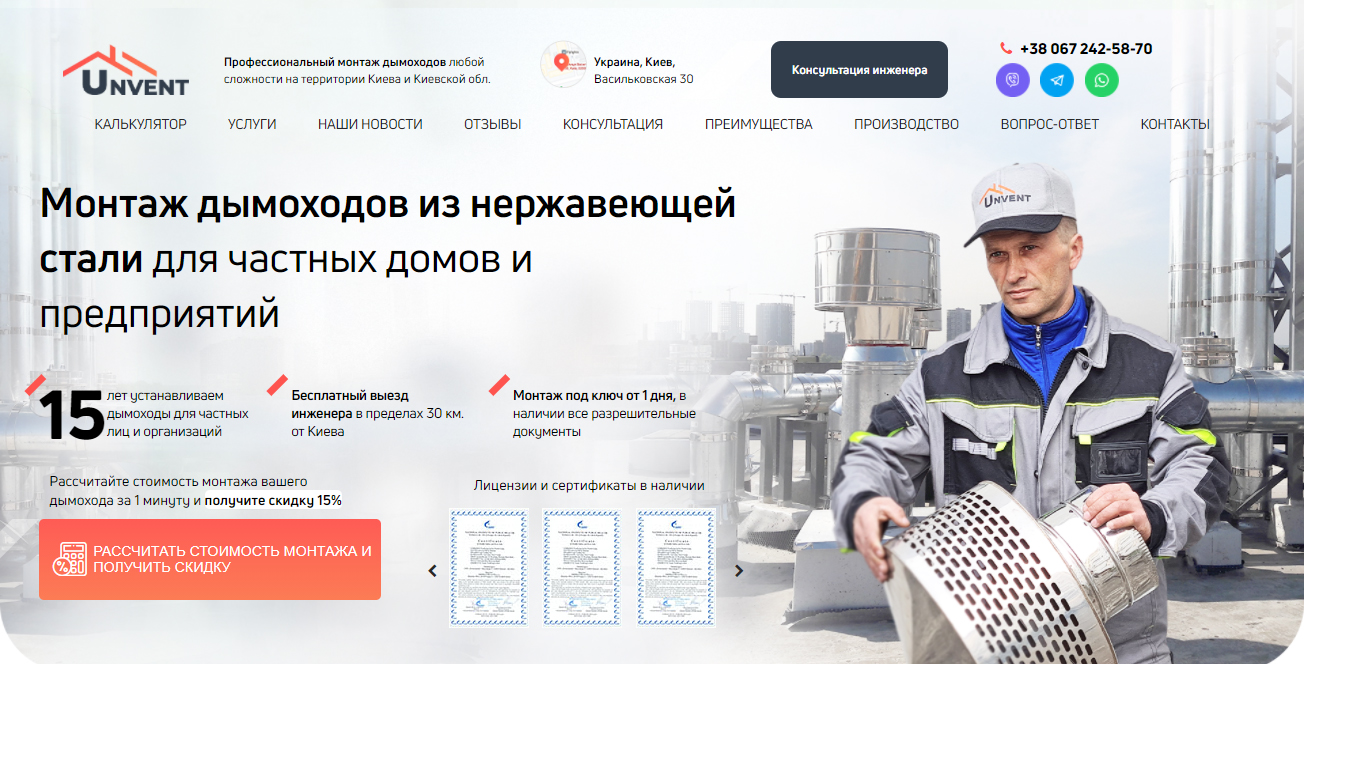 UNVENT
Профессиональный монтаж дымоходов любой
сложности на территории Киева и Киевской обл.
Украина, Киев,
Васильковская 30
Консультация инженера
+38 067 242-58-70
КАЛЬКУЛЯТОР УСЛУГИ НАШИ НОВОСТИ ОТЗЫВЫ КОНСУЛЬТАЦИЯ ПРЕИМУЩЕСТВА ПРОИЗВОДСТВО ВОПРОС-ОТВЕТ КОНТАКТЫ
Монтаж дымоходов из нержавеющей
стали для частных домов и
предприятий
UNVENT
15
лет устанавливаем
дымоходы для частных
лиц и организаций
Бесплатный выезд
инженера в пределах 30 км.
от Киева
Монтаж под ключ от 1 дня, в
наличии все разрешительные
документы
Рассчитайте стоимость монтажа вашего
дымохода за 1 минуту и получите скидку 15%
РАССЧИТАТЬ СТОИМОСТЬ МОНТАЖА И
ПОЛУЧИТЬ СКИДКУ
Лицензии и сертификаты в наличии